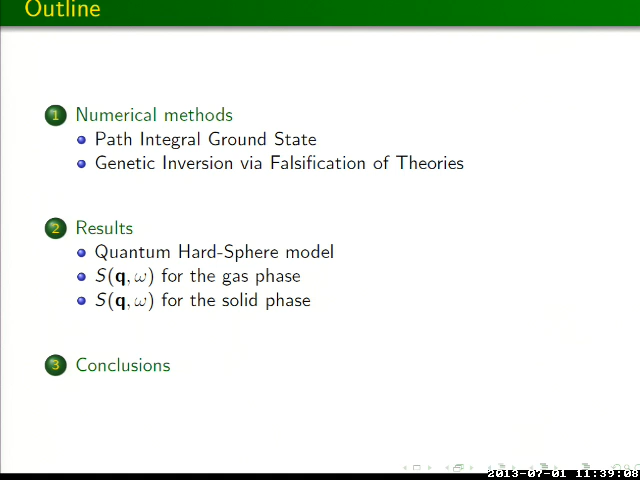 Outline
1 Numerical methods
Path Integral Ground State
Genetic Inversion via Falsification of Theories
2 Results
Quantum Hard-Sphere model
S(q, ω) for the gas phase
S(q, ω) for the solid phase
3 Conclusions
2013-07-01 11:39:08